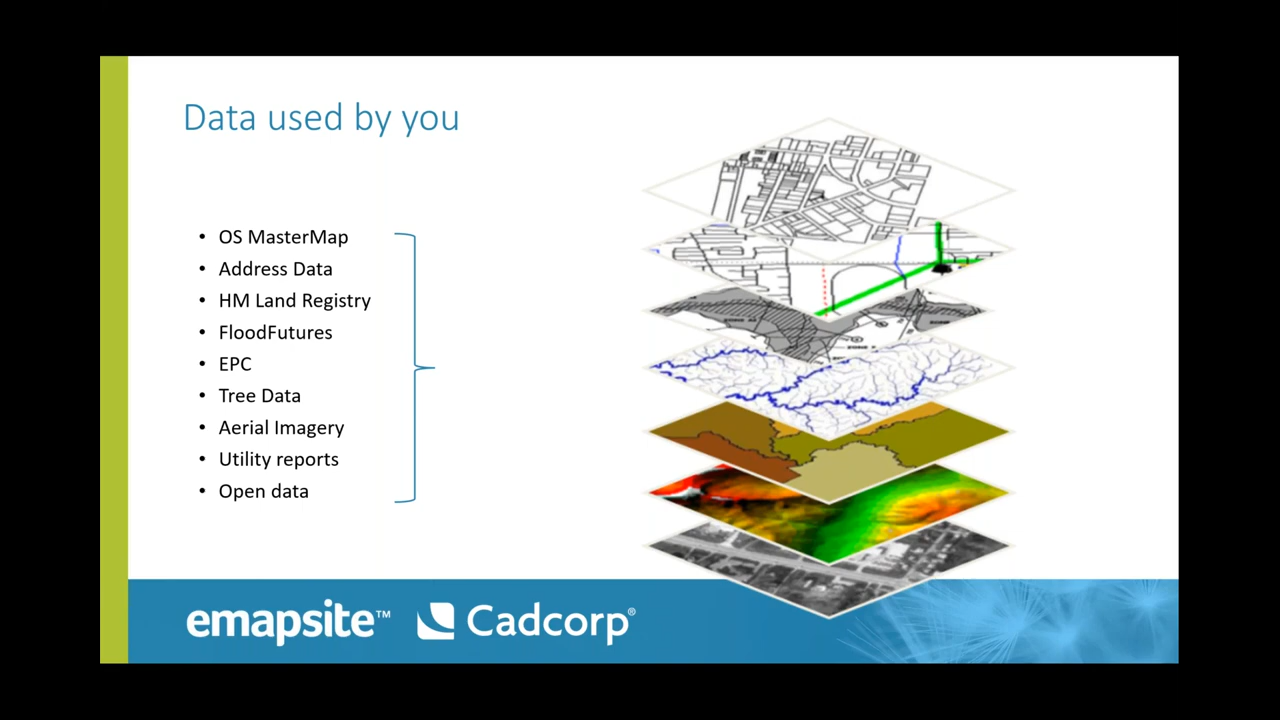 Data used by you
• OS MasterMap
• Address Data
• HM Land Registry
• FloodFutures
• EPC
• Tree Data
• Aerial Imagery
• Utility reports
• Open data
emapsite™
Cadcorp®